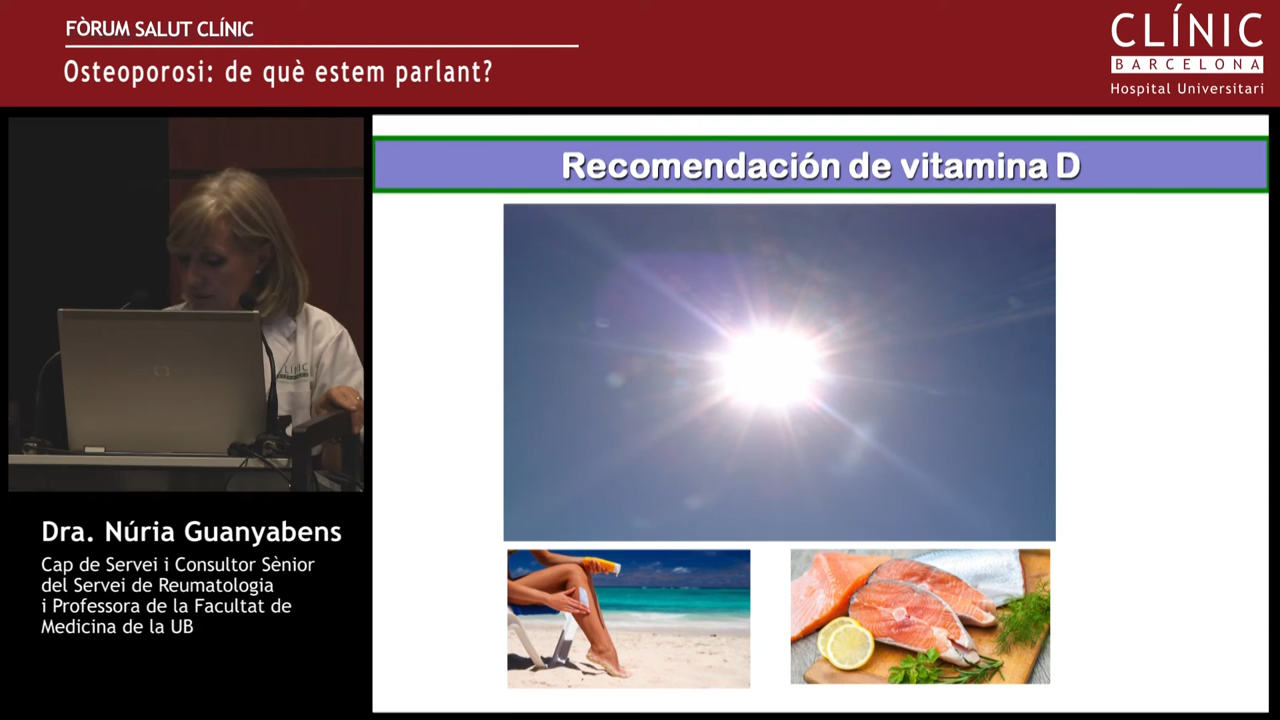 FÒRUM SALUT CLÍNIC
Osteoporosi: de què estem parlant?
CLÍNIC
BARCELONA
Hospital Universitari
Recomendación de vitamina D
CLÍNIC
Dra. Núria Guanyabens
Cap de Servei i Consultor Sènior
del Servei de Reumatologia
i Professora de la Facultat de
Medicina de la UB